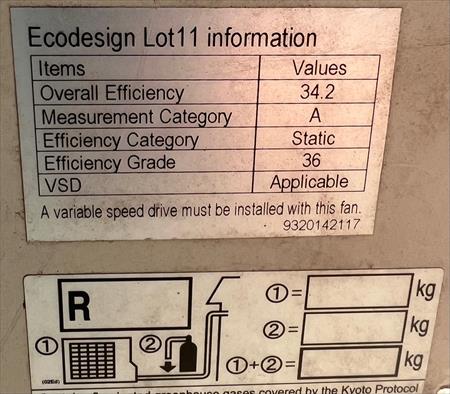 Ecodesign Lot11 information
Items Values
Overall Efficiency 34.2
Measurement Category A
Efficiency Category Static
Efficiency Grade 36
VSD Applicable
A variable speed drive must be installed with this fan.
9320142117
R
①= kg
②= kg
①+②= kg
① ②
(02Ed)
greenhouse gases covered by the Kyoto Protocol